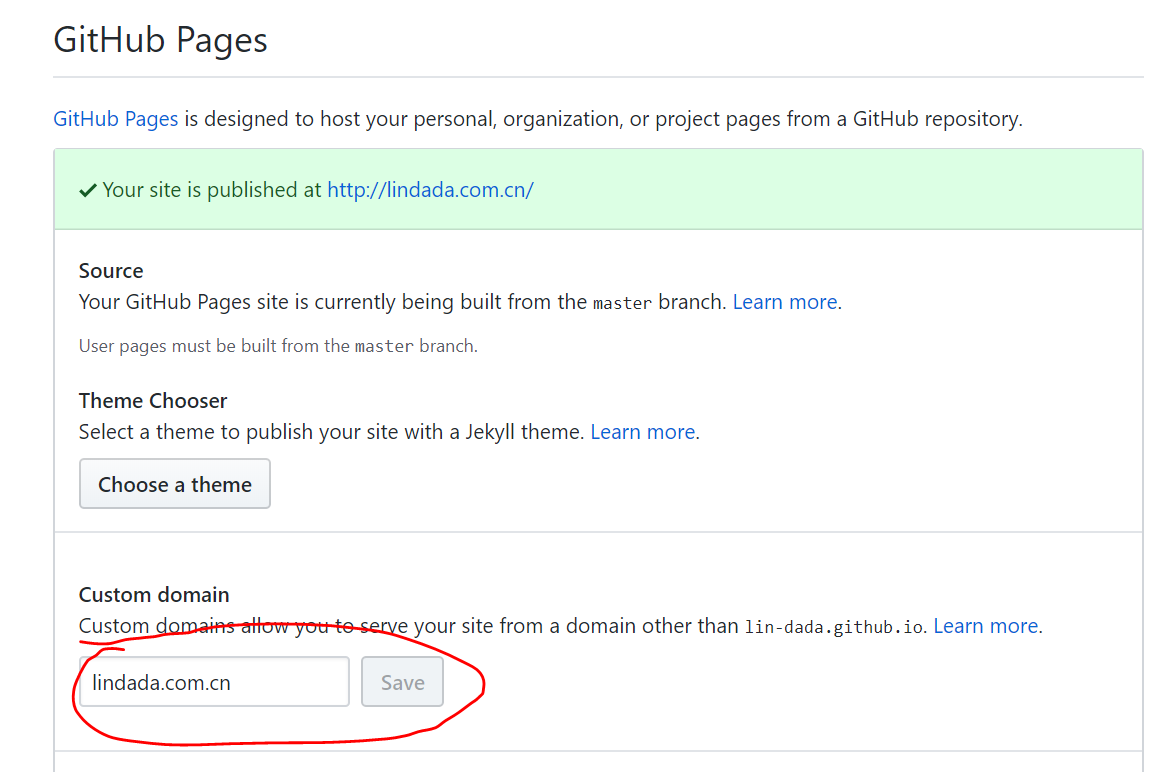 GitHub Pages
GitHub Pages is designed to host your personal, organization, or project pages from a GitHub repository.
Your site is published at http://lindada.com.cn/
Source
Your GitHub Pages site is currently being built from the master branch. Learn more.
User pages must be built from the master branch.
Theme Chooser
Select a theme to publish your site with a Jekyll theme. Learn more.
Choose a theme
Custom domain
Custom domains allow you to serve your site from a domain other than lin-dada.github.io. Learn more.
lindada.com.cn Save